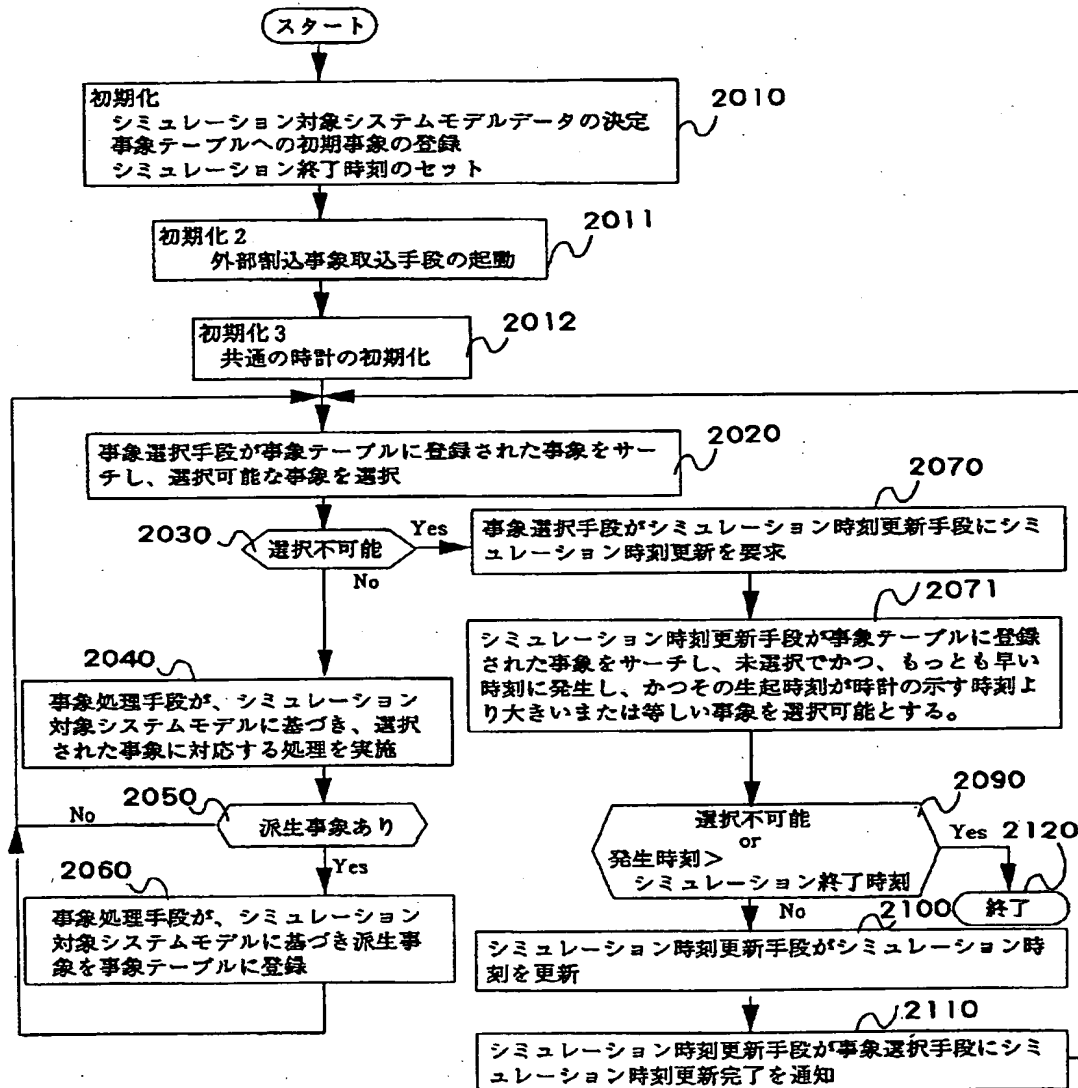 スタート
初期化
シミュレーション対象システムモデルデータの決定
事象テーブルへの初期事象の登録
シミュレーション終了時刻のセット
2010
初期化2
外部割込事象取込手段の起動
2011
初期化3
共通の時計の初期化
2012
事象選択手段が事象テーブルに登録された事象をサー
チし、選択可能な事象を選択
2020
2030
選択不可能
Yes
No
2070
事象選択手段がシミュレーション時刻更新手段にシミ
ュレーション時刻更新を要求
2071
シミュレーション時刻更新手段が事象テーブルに登録
された事象をサーチし、未選択でかつ、もっとも早い
時刻に発生し、かつその生起時刻が時計の示す時刻よ
り大きいまたは等しい事象を選択可能とする。
2040
事象処理手段が、シミュレーション
対象システムモデルに基づき、選択
された事象に対応する処理を実施
2050
派生事象あり
No
Yes
2060
事象処理手段が、シミュレーション
対象システムモデルに基づき派生事
象を事象テーブルに登録
2090
選択不可能
or
発生時刻>
シミュレーション終了時刻
Yes
2120
終了
No
2100
シミュレーション時刻更新手段がシミュレーション時
刻を更新
2110
シミュレーション時刻更新手段が事象選択手段にシミ
ュレーション時刻更新完了を通知